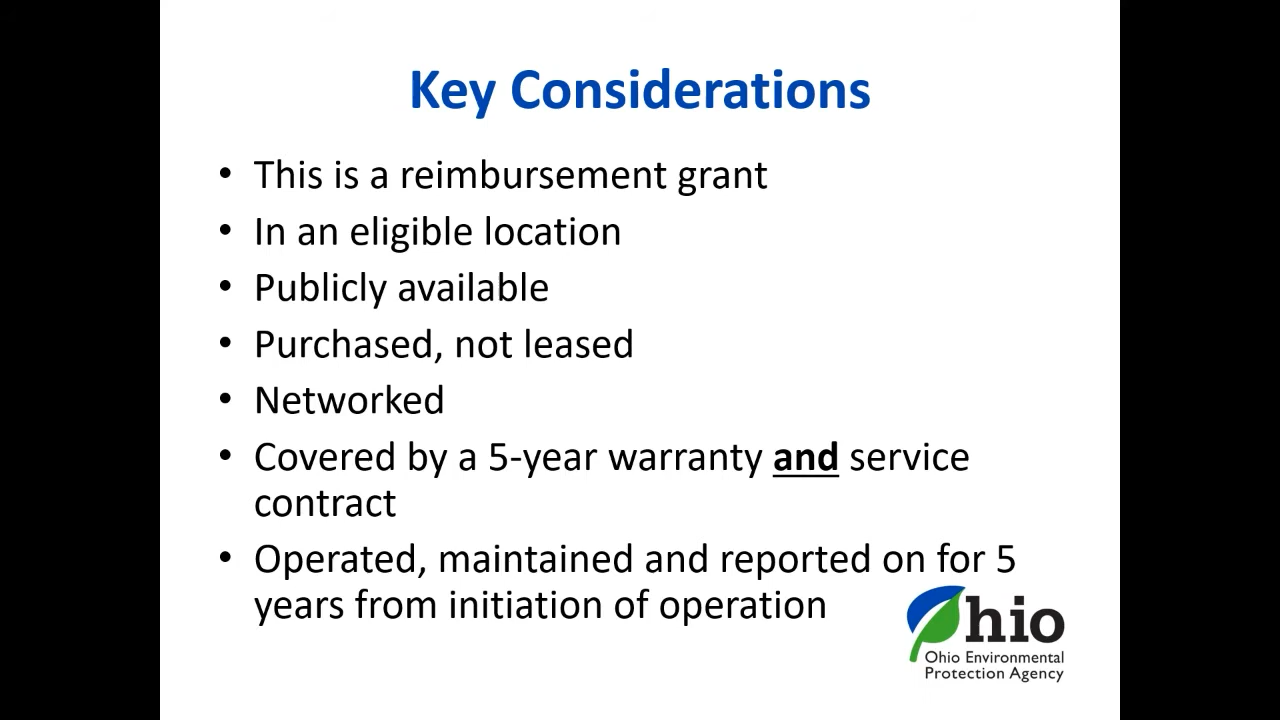 Key Considerations
• This is a reimbursement grant
• In an eligible location
• Publicly available
• Purchased, not leased
• Networked
• Covered by a 5-year warranty and service
contract
• Operated, maintained and reported on for 5
years from initiation of operation
Ohio
Ohio Environmental
Protection Agency